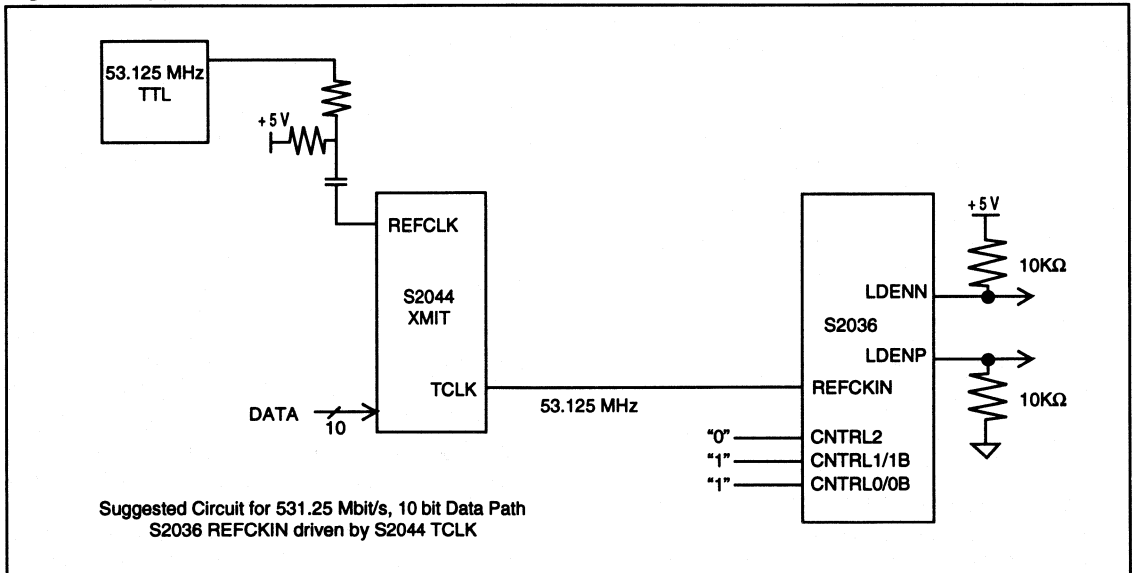 53.125 MHz
TTL
+5V
REFCLK
S2044
XMIT
TCLK
DATA
10
53.125 MHz
+5V
10KΩ
LDENN
S2036
LDENP
REFCKIN
10KΩ
"0"
CNTRL2
"1"
CNTRL1/1B
"1"
CNTRL0/0B
Suggested Circuit for 531.25 Mbit/s, 10 bit Data Path
S2036 REFCKIN driven by S2044 TCLK